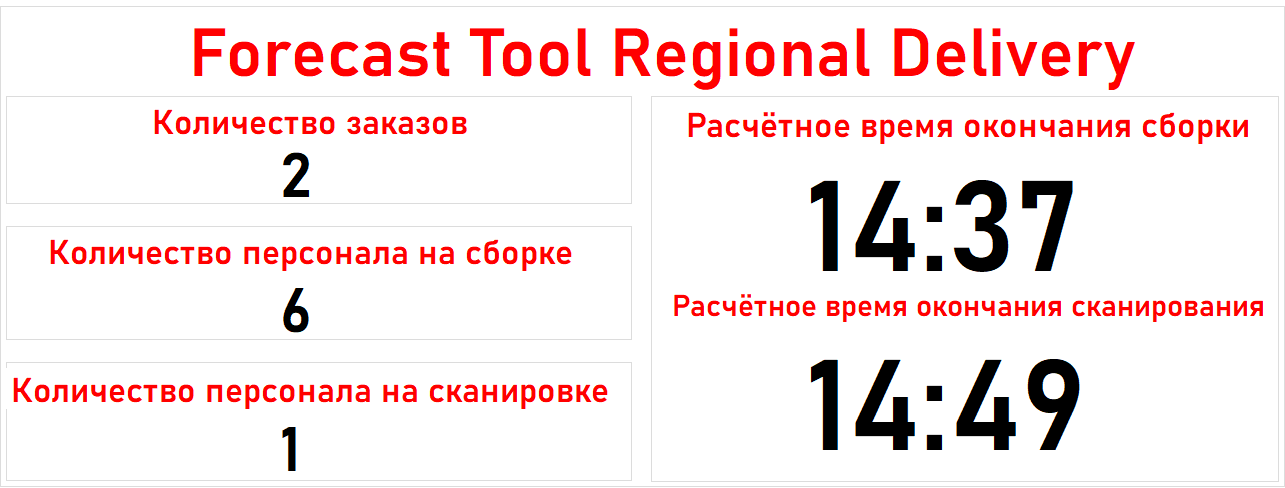 Forecast Tool Regional Delivery
Количество заказов
2
Количество персонала на сборке
6
Количество персонала на сканировке
1
Расчётное время окончания сборки
14:37
Расчётное время окончания сканирования
14:49